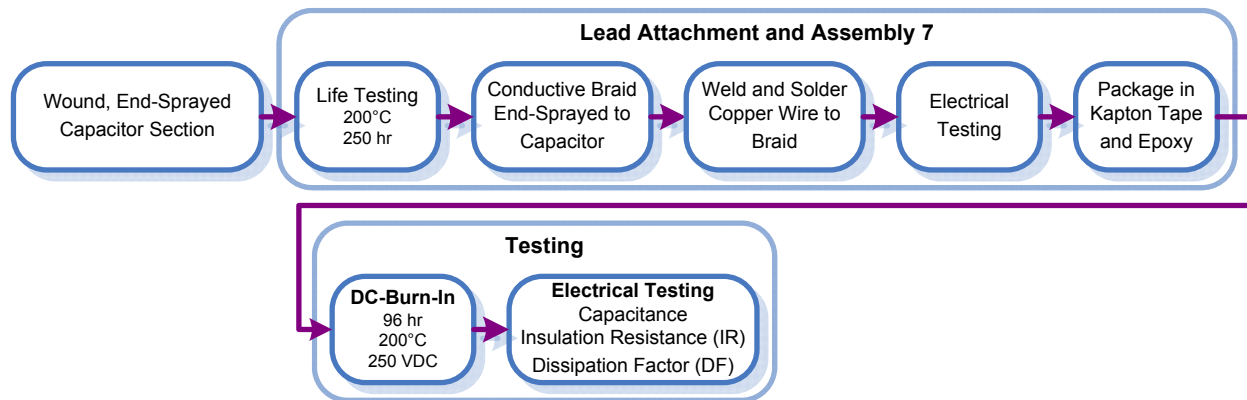 Lead Attachment and Assembly 7
Wound, End-Sprayed
Capacitor Section
Life Testing
200°C
250 hr
Conductive Braid
End-Sprayed to
Capacitor
Weld and Solder
Copper Wire to
Braid
Electrical
Testing
Package in
Kapton Tape
and Epoxy
Testing
DC-Burn-In
96 hr
200°C
250 VDC
Electrical Testing
Capacitance
Insulation Resistance (IR)
Dissipation Factor (DF)